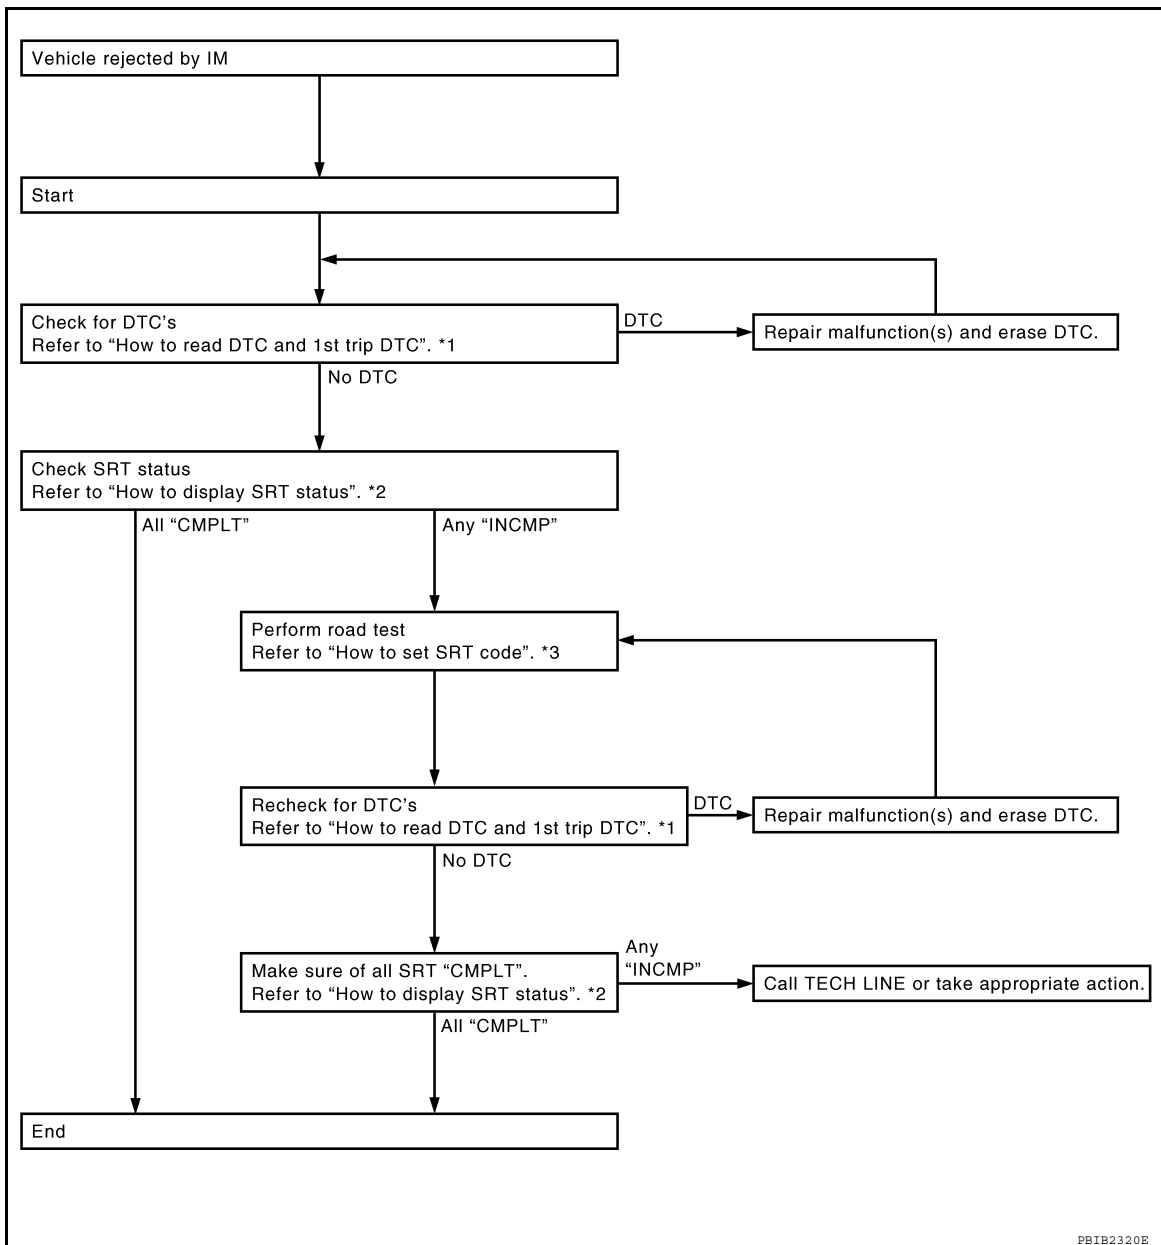 Vehicle rejected by IM
Start
Check for DTC's
Refer to “How to read DTC and 1st trip DTC”. *1
DTC
Repair malfunction(s) and erase DTC.
No DTC
Check SRT status
Refer to “How to display SRT status”. *2
All “CMPLT”
Any “INCMP”
Perform road test
Refer to “How to set SRT code”. *3
Recheck for DTC's
Refer to “How to read DTC and 1st trip DTC”. *1
DTC
Repair malfunction(s) and erase DTC.
No DTC
Make sure of all SRT “CMPLT”.
Refer to “How to display SRT status”. *2
Any
“INCMP”
Call TECH LINE or take appropriate action.
All “CMPLT”
End
PBIB2320E